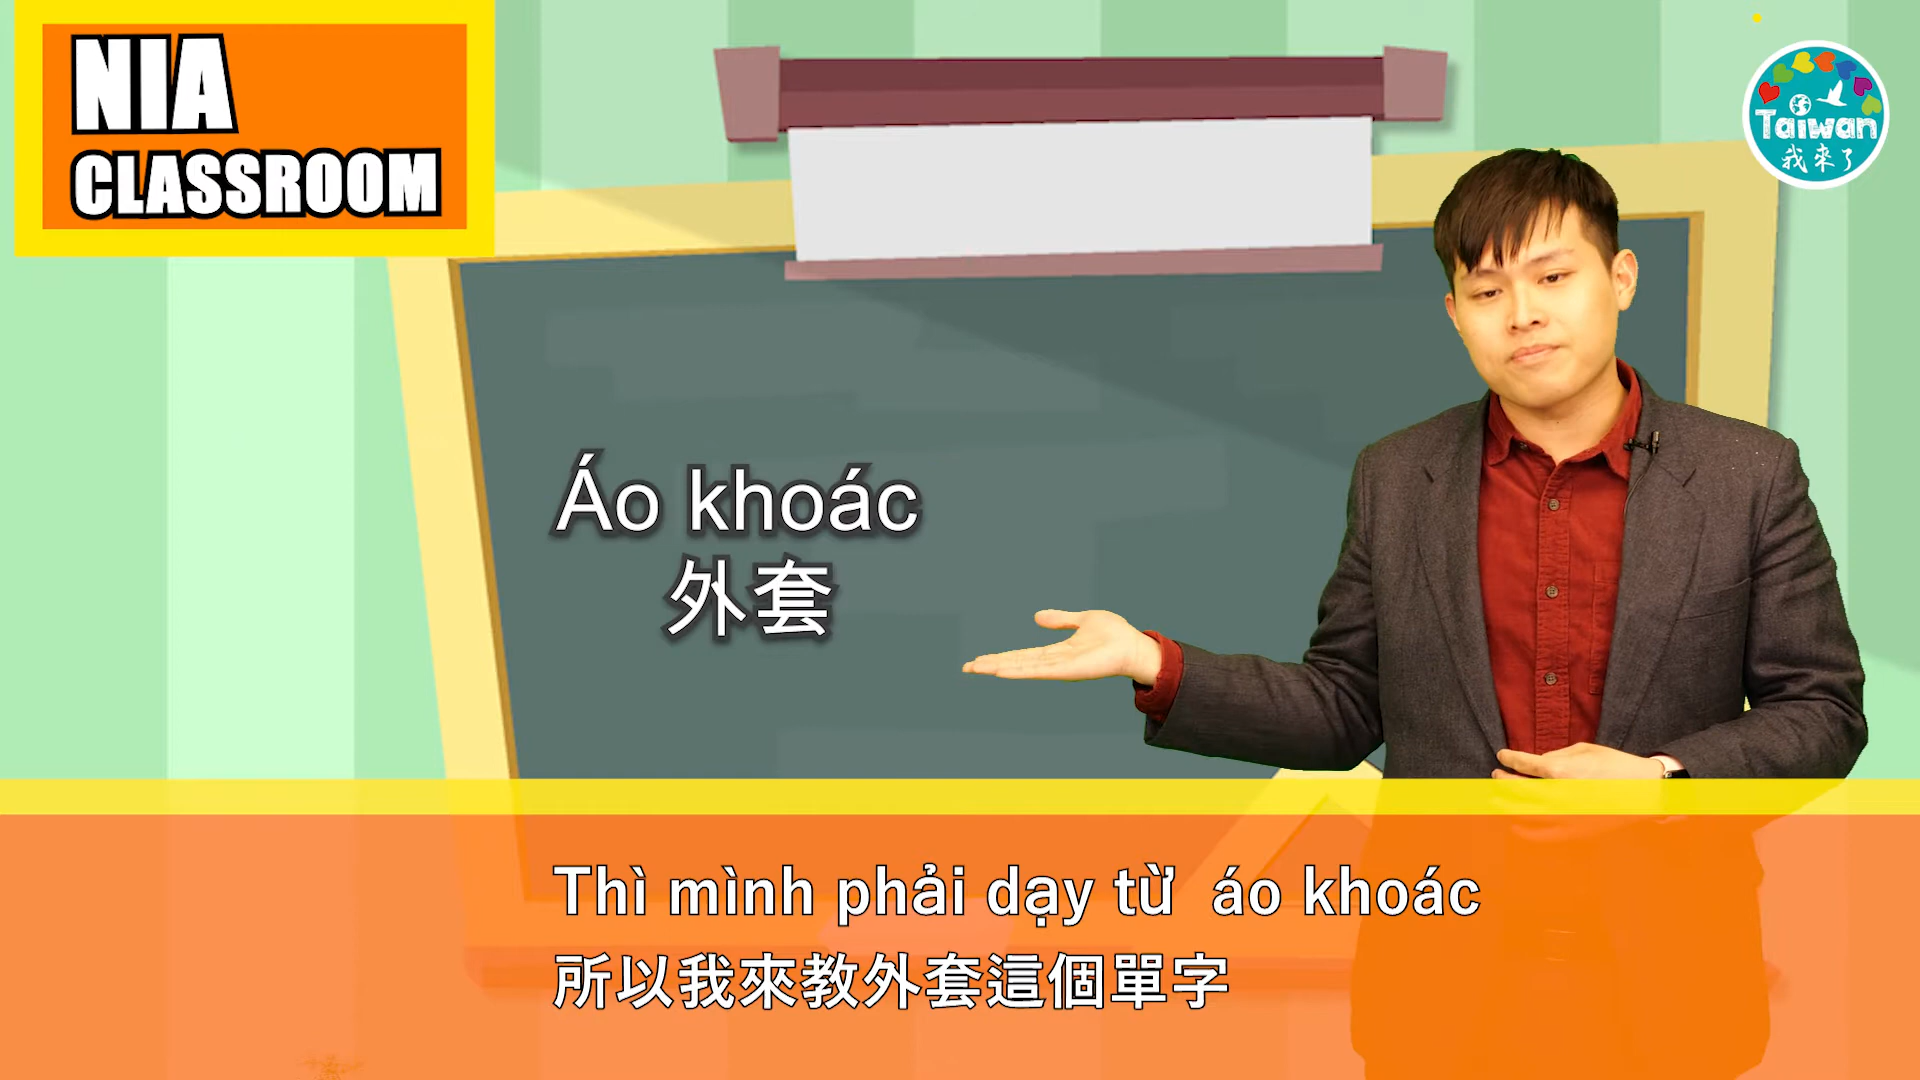 NIA
CLASSROOM
Taiwan
我來了
Áo khoác
外套
Thì mình phải dạy từ áo khoác
所以我來教外套這個單字